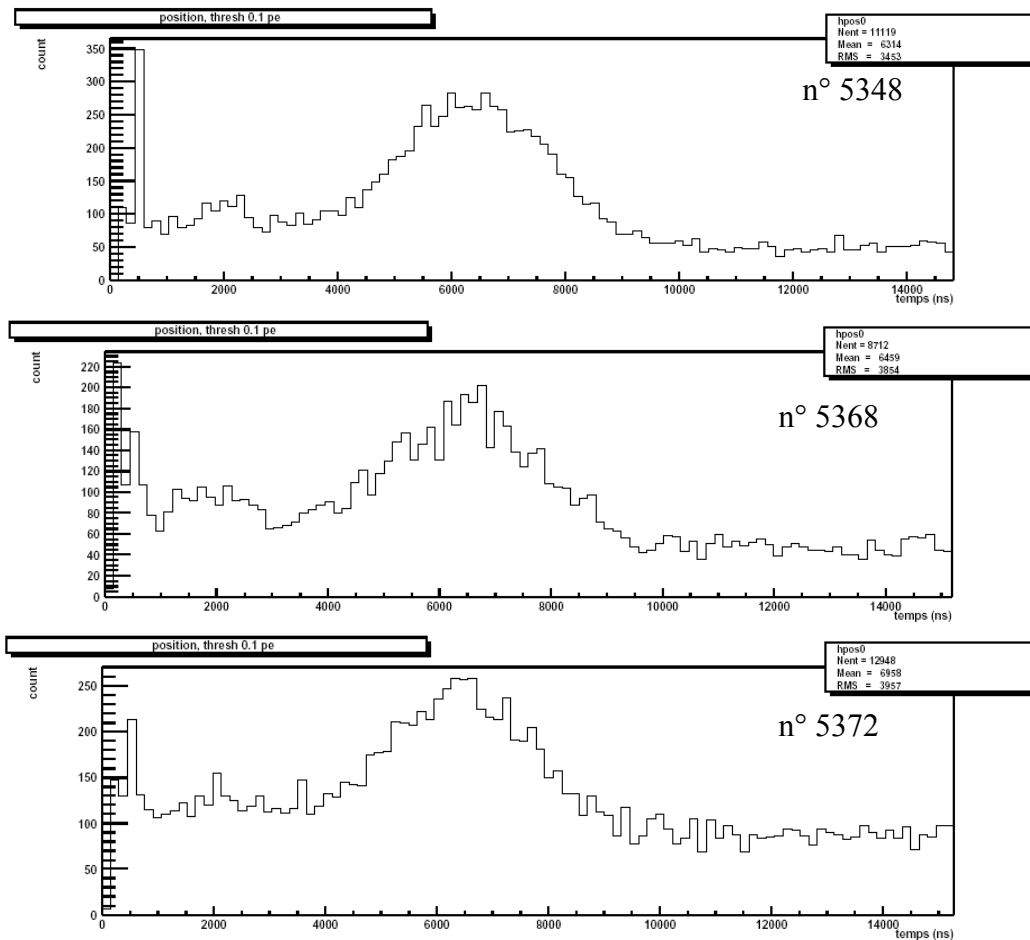 position, thresh 0.1 pe
hpos0
Nent = 11119
Mean = 6314
RMS = 3453
n° 5348
count
350
300
250
200
150
100
50
0
0 2000 4000 6000 8000 10000 12000 14000
temps (ns)
position, thresh 0.1 pe
hpos0
Nent = 8712
Mean = 6459
RMS = 3854
n° 5368
count
220
200
180
160
140
120
100
80
60
40
20
0
0 2000 4000 6000 8000 10000 12000 14000
temps (ns)
position, thresh 0.1 pe
hpos0
Nent = 12948
Mean = 6958
RMS = 3957
n° 5372
count
250
200
150
100
50
0
0 2000 4000 6000 8000 10000 12000 14000
temps (ns)